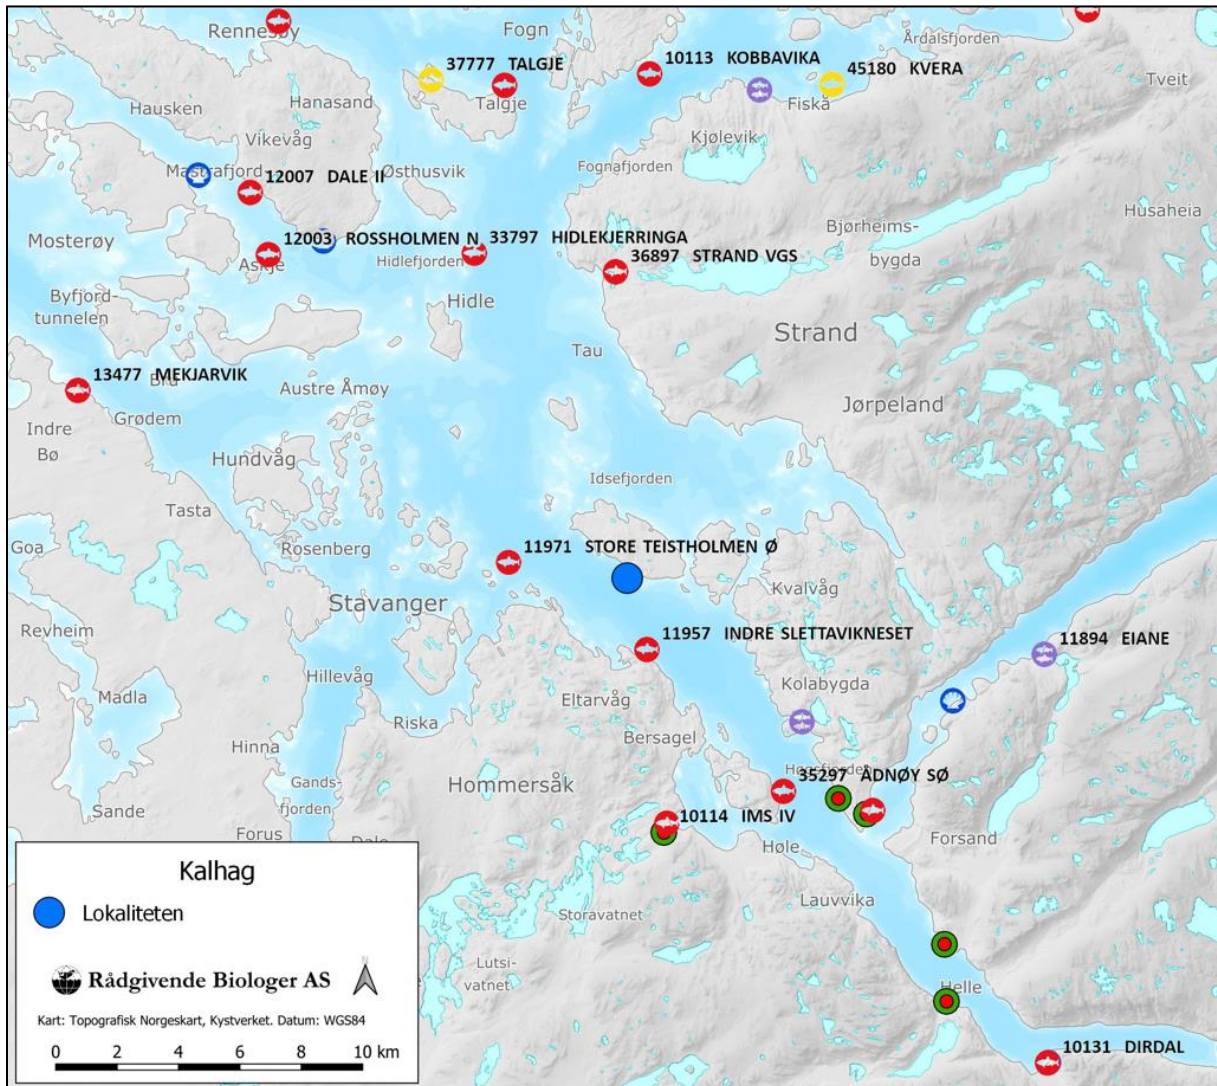 Rennesøy
Fogn
Årdalsfjorden
10113 KOBBAVIKA
37777 TALGJE
45180 KVERA
Tveit
Hausken
Hanasand
Talgje
Fiskå
Vikevåg
Kjølevik
Mastrafjord
Østhusvik
Fognafjorden
12007 DALE II
Husaheia
Bjørheims-
bygda
Mosterøy
12003 ROSSHOLMEN N
33797 HIDLEKJERRINGA
36897 STRAND VGS
Askje
Hidlefjorden
Byfjord-
tunnelen
Hidle
Strand
Tau
13477 MEKJARVIK
Austre Åmøy
Jørpeland
Grødem
Indre
Bø
Hundvåg
Idsefjorden
Tasta
Goa
Rosenberg
11971 STORE TEISTHOLMEN Ø
Kvalvåg
Stavanger
Revheim
11957 INDRE SLETTAVIKNESET
11894 EIANE
Hillevåg
Madla
Eltarvåg
Kolabygda
Riska
Bersagel
Hinna
Høgsfjorden
Gands-
fjorden
Hommersåk
35297 ÅDNØY SØ
Sande
10114 IMS IV
Forus
Dale
Høle
Forsand
Kalhag
Lokaliteten
Lauvvika
Storavatnet
Lutsi-
vatnet
Helle
Rådgivende Biologer AS
N
Kart: Topografisk Norgeskart, Kystverket. Datum: WGS84
0 2 4 6 8 10 km
10131 DIRDAL